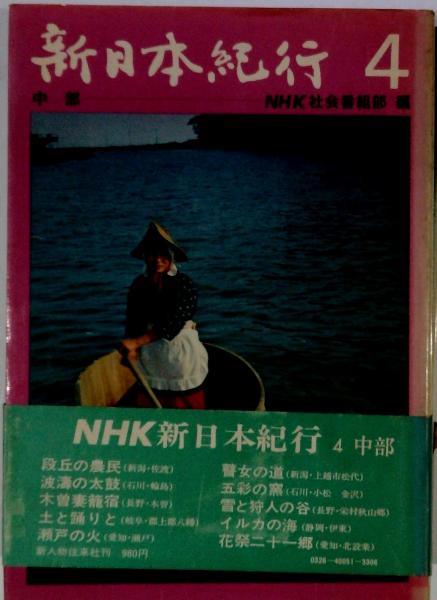 新日本紀行 4
中部
NHK社会番組部 編
NHK新日本紀行 4 中部
段丘の農民(新潟・佐渡)
波濤の太鼓(石川・輪島)
木曽妻籠宿(長野・木曽)
土と踊りと(岐阜・郡上郡八幡)
瀬戸の火(愛知・瀬戸)
瞽女の道(新潟・上越市松代)
五彩の窯(石川・小松 金沢)
雪と狩人の谷(長野・栄村秋山郷)
イルカの海(静岡・伊東)
花祭二十一郷(愛知・北設楽)
新人物往来社刊 980円
0326-40051-3306